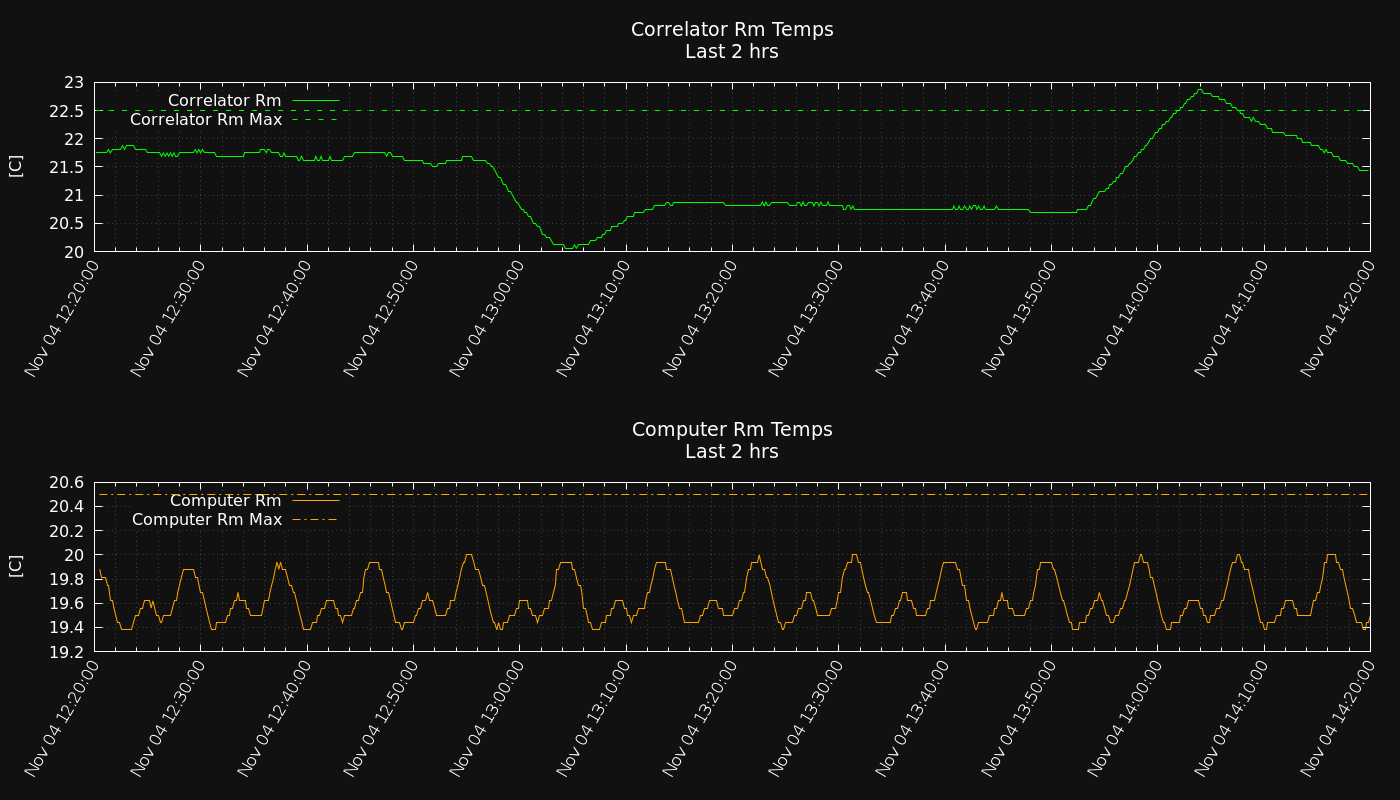 Correlator Rm Temps
Last 2 hrs
23
22.5
22
21.5
21
20.5
20
[C]
Correlator Rm
Correlator Rm Max
Nov 04 12:20:00
Nov 04 12:30:00
Nov 04 12:40:00
Nov 04 12:50:00
Nov 04 13:00:00
Nov 04 13:10:00
Nov 04 13:20:00
Nov 04 13:30:00
Nov 04 13:40:00
Nov 04 13:50:00
Nov 04 14:00:00
Nov 04 14:10:00
Nov 04 14:20:00
Computer Rm Temps
Last 2 hrs
20.6
20.4
20.2
20
19.8
19.6
19.4
19.2
[C]
Computer Rm
Computer Rm Max
Nov 04 12:20:00
Nov 04 12:30:00
Nov 04 12:40:00
Nov 04 12:50:00
Nov 04 13:00:00
Nov 04 13:10:00
Nov 04 13:20:00
Nov 04 13:30:00
Nov 04 13:40:00
Nov 04 13:50:00
Nov 04 14:00:00
Nov 04 14:10:00
Nov 04 14:20:00